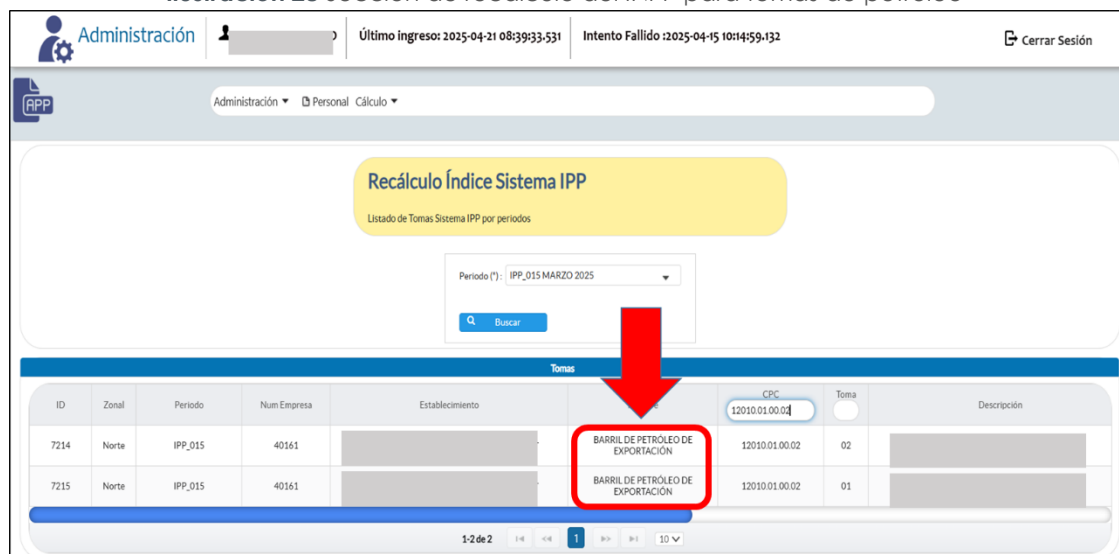 Administración
Último ingreso: 2025-04-21 08:39:33.531
Intento Fallido :2025-04-15 10:14:59.132
Cerrar Sesión
APP
Administración Personal Cálculo
Recálculo Índice Sistema IPP
Listado de Tomas Sistema IPP por periodos
Periodo (*) : IPP_015 MARZO 2025
Buscar
Tomas
ID Zonal Periodo Num Empresa Establecimiento CPC Toma Descripción
12010.01.00.02
7214 Norte IPP_015 40161 BARRIL DE PETRÓLEO DE EXPORTACIÓN 12010.01.00.02 02
7215 Norte IPP_015 40161 BARRIL DE PETRÓLEO DE EXPORTACIÓN 12010.01.00.02 01
1-2 de 2 1 10